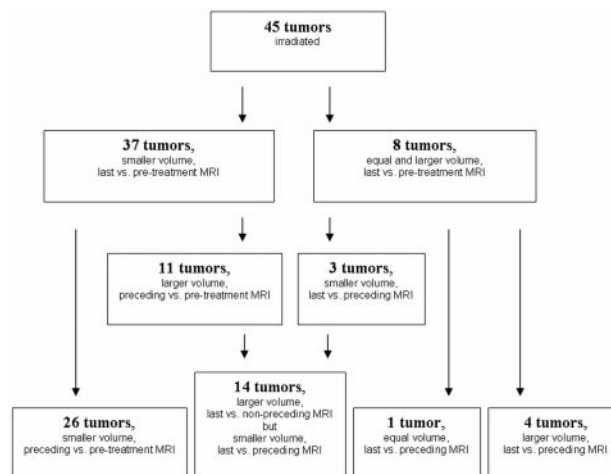 45 tumors
irradiated
37 tumors,
smaller volume,
last vs. pre-treatment MRI
8 tumors,
equal and larger volume,
last vs. pre-treatment MRI
11 tumors,
larger volume,
preceding vs. pre-treatment MRI
3 tumors,
smaller volume,
last vs. preceding MRI
26 tumors,
smaller volume,
preceding vs. pre-treatment MRI
14 tumors,
larger volume,
last vs. non-preceding MRI
but
smaller volume,
last vs. preceding MRI
1 tumor,
equal volume,
last vs. preceding MRI
4 tumors,
larger volume,
last vs. preceding MRI